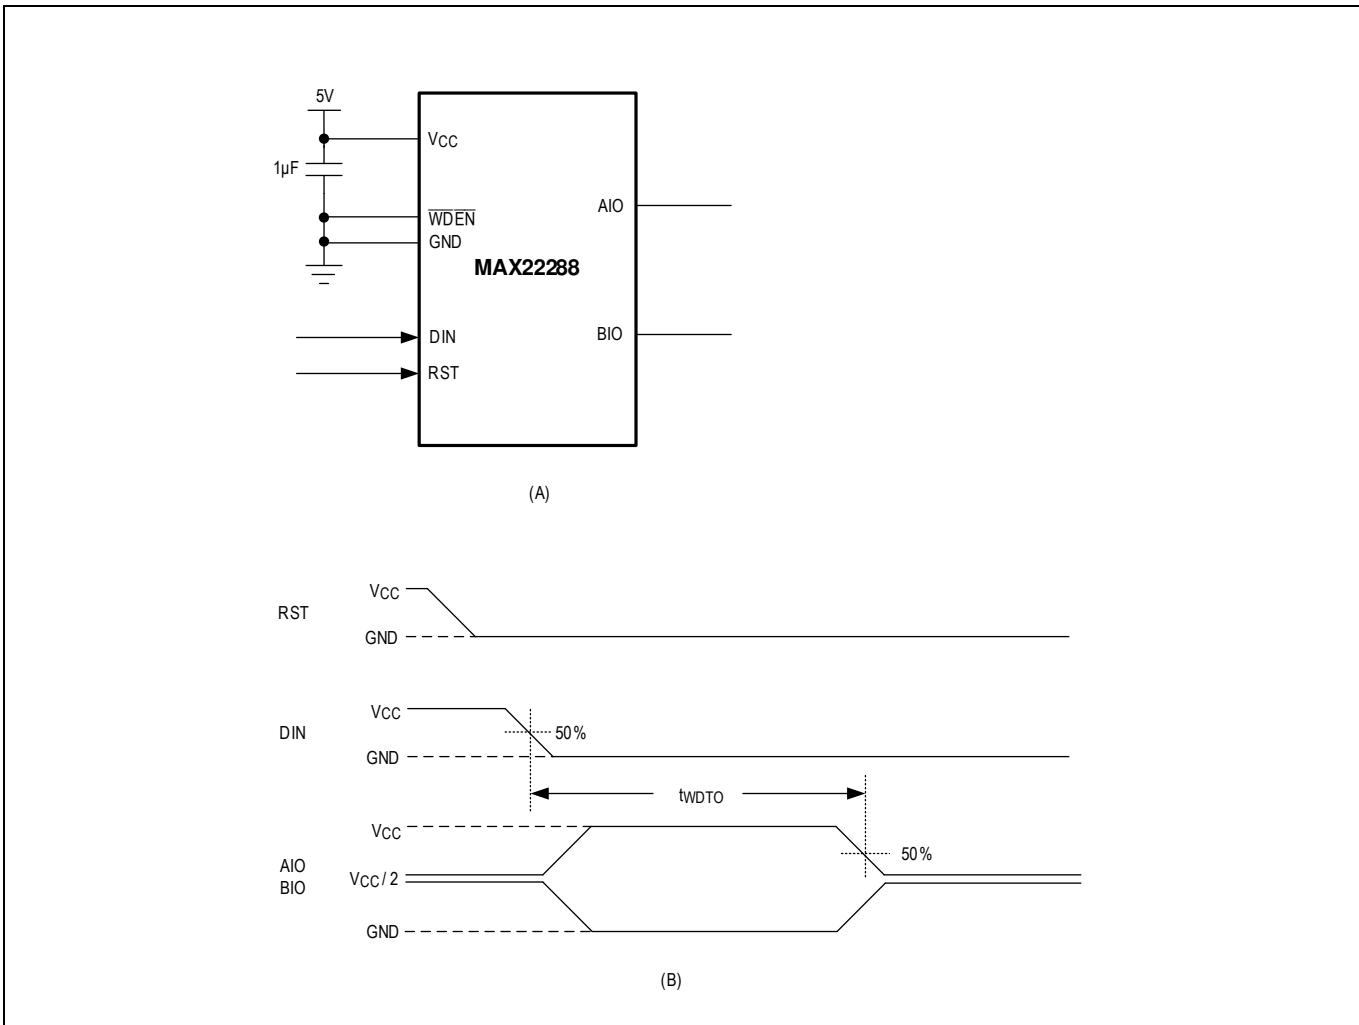 5V
VCC
1µF
AIO
WDEN
GND
MAX22288
BIO
DIN
RST
(A)
VCC
RST
GND
VCC
DIN
50%
GND
tWDTO
VCC
50%
AIO
VCC/2
BIO
GND
(B)